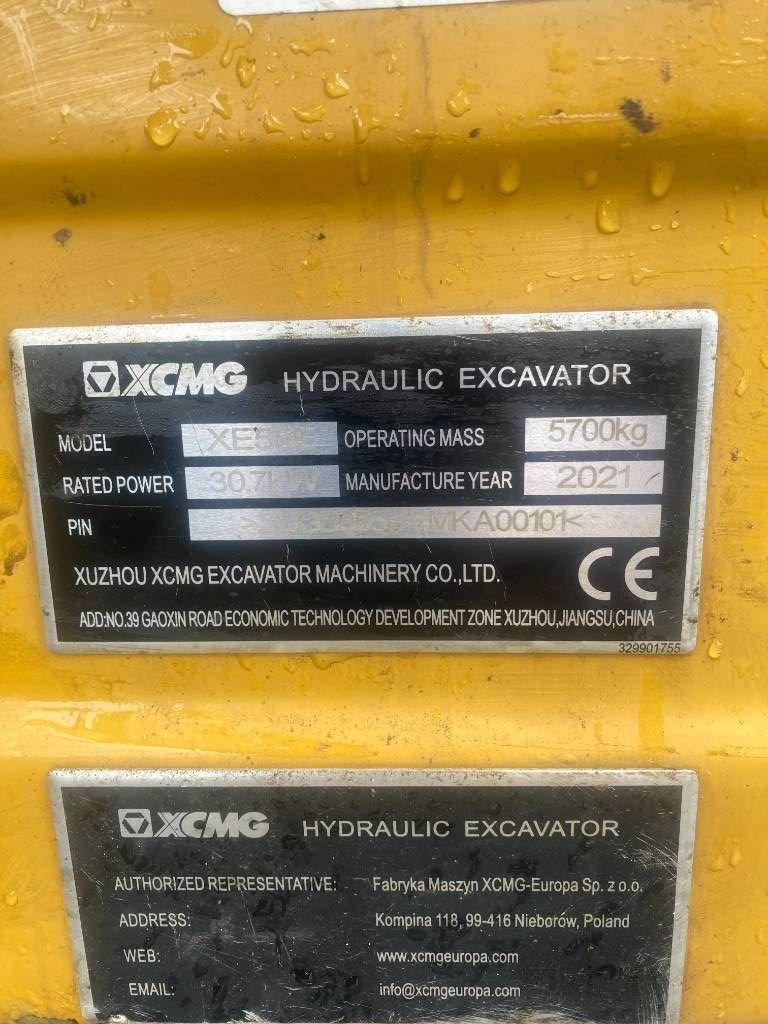 XCMG HYDRAULIC EXCAVATOR
MODEL OPERATING MASS 5700kg
RATED POWER 30.7kW MANUFACTURE YEAR 2021
PIN
XUZHOU XCMG EXCAVATOR MACHINERY CO.,LTD. CE
ADD:NO.39 GAOXIN ROAD ECONOMIC TECHNOLOGY DEVELOPMENT ZONE XUZHOU,JIANGSU,CHINA
329901755
XCMG HYDRAULIC EXCAVATOR
AUTHORIZED REPRESENTATIVE: Fabryka Maszyn XCMG-Europa Sp. z o.o.
ADDRESS: Kompina 118, 99-416 Nieborów, Poland
WEB: www.xcmgeuropa.com
EMAIL: info@xcmgeuropa.com